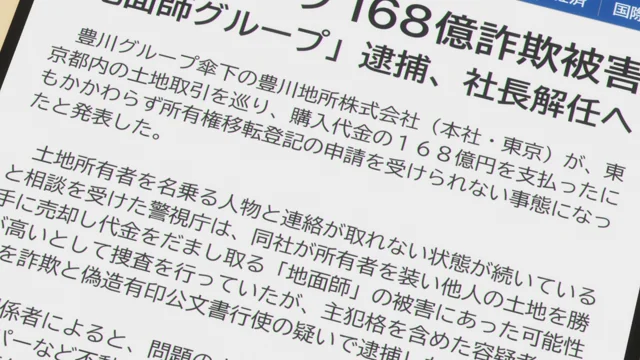 経済
国際
168億詐欺被害
地面師グループ」逮捕、社長解任へ
豊川グループ傘下の豊川地所株式会社（本社・東京）が、東
京都内の土地取引を巡り、購入代金の１６８億円を支払ったに
もかかわらず所有権移転登記の申請を受けられない事態になっ
たと発表した。
土地所有者を名乗る人物と連絡が取れない状態が続いている
と相談を受けた警視庁は、同社が所有者を装い他人の土地を勝
手に売却し代金をだまし取る「地面師」の被害にあった可能性
が高いとして捜査を行っていたが、主犯格を含めた容疑者
を詐欺と偽造有印公文書行使の疑いで逮捕した
関係者によると、問題の
パーなど不動